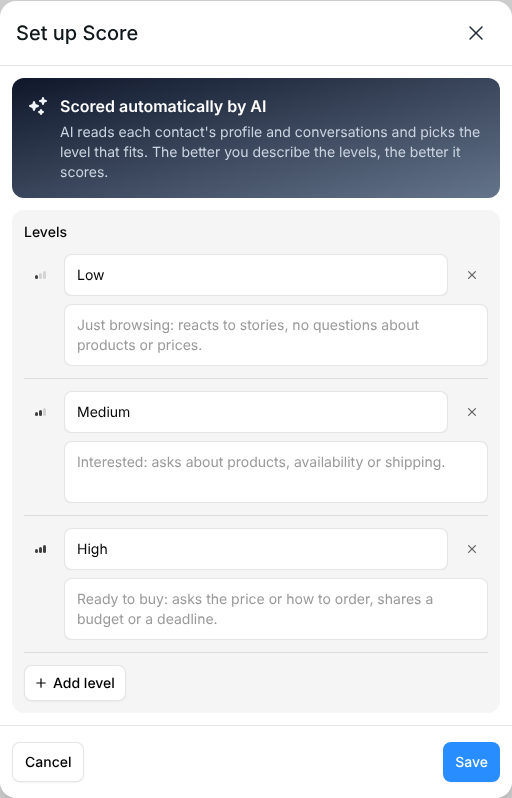 Set up Score
Scored automatically by AI
AI reads each contact's profile and conversations and picks the
level that fits. The better you describe the levels, the better it
scores.
Levels
Low
Just browsing: reacts to stories, no questions about
products or prices.
Medium
Interested: asks about products, availability or shipping.
High
Ready to buy: asks the price or how to order, shares a
budget or a deadline.
+ Add level
Cancel
Save